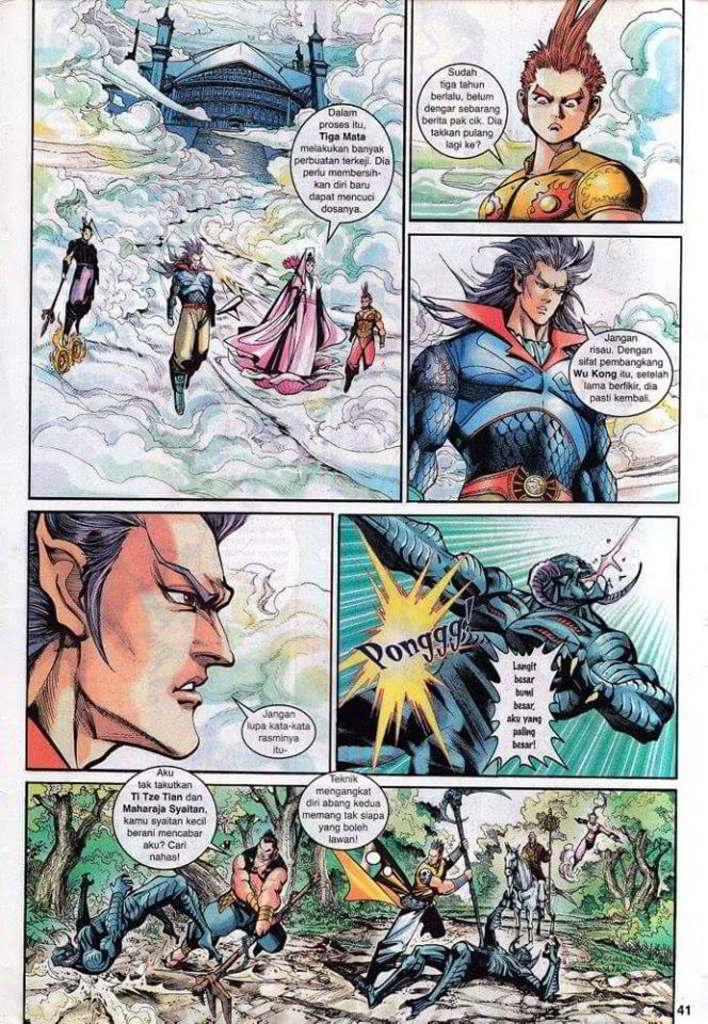 Dalam
proses itu,
Tiga Mata
melakukan banyak
perbuatan terkeji. Dia
perlu membersih-
kan diri baru
dapat mencuci
dosanya.
Sudah
tiga tahun
berlalu, belum
dengar sebarang
berita pak cik. Dia
takkan pulang
lagi ke?
Jangan
risau. Dengan
sifat pembangkang
Wu Kong itu, setelah
lama berfikir, dia
pasti kembali.
Jangan
lupa kata-kata
rasminya
itu-
Ponggg!
Langit
besar
bumi
besar,
aku yang
paling
besar!
Aku
tak takutkan
Ti Tze Tian dan
Maharaja Syaitan,
kamu syaitan kecil
berani mencabar
aku? Cari
nahas!
Teknik
mengangkat
diri abang kedua
memang tak siapa
yang boleh
lawan!
41